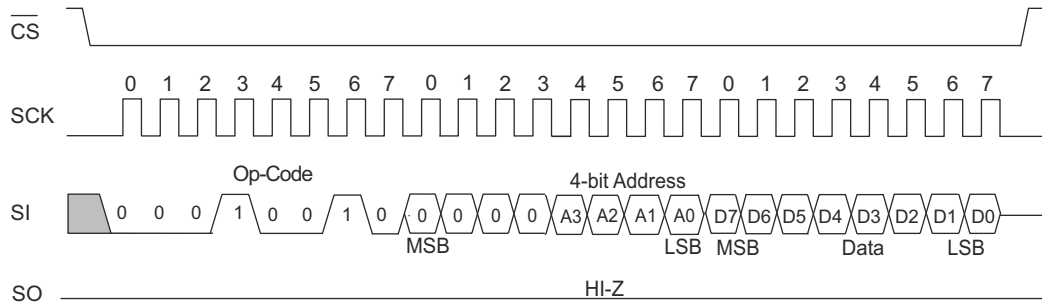 CS
0 1 2 3 4 5 6 7 0 1 2 3 4 5 6 7 0 1 2 3 4 5 6 7
SCK
Op-Code 4-bit Address
SI 0 0 0 1 0 0 1 0 0 0 0 0 A3 A2 A1 A0 D7 D6 D5 D4 D3 D2 D1 D0
MSB LSB MSB Data LSB
HI-Z
SO